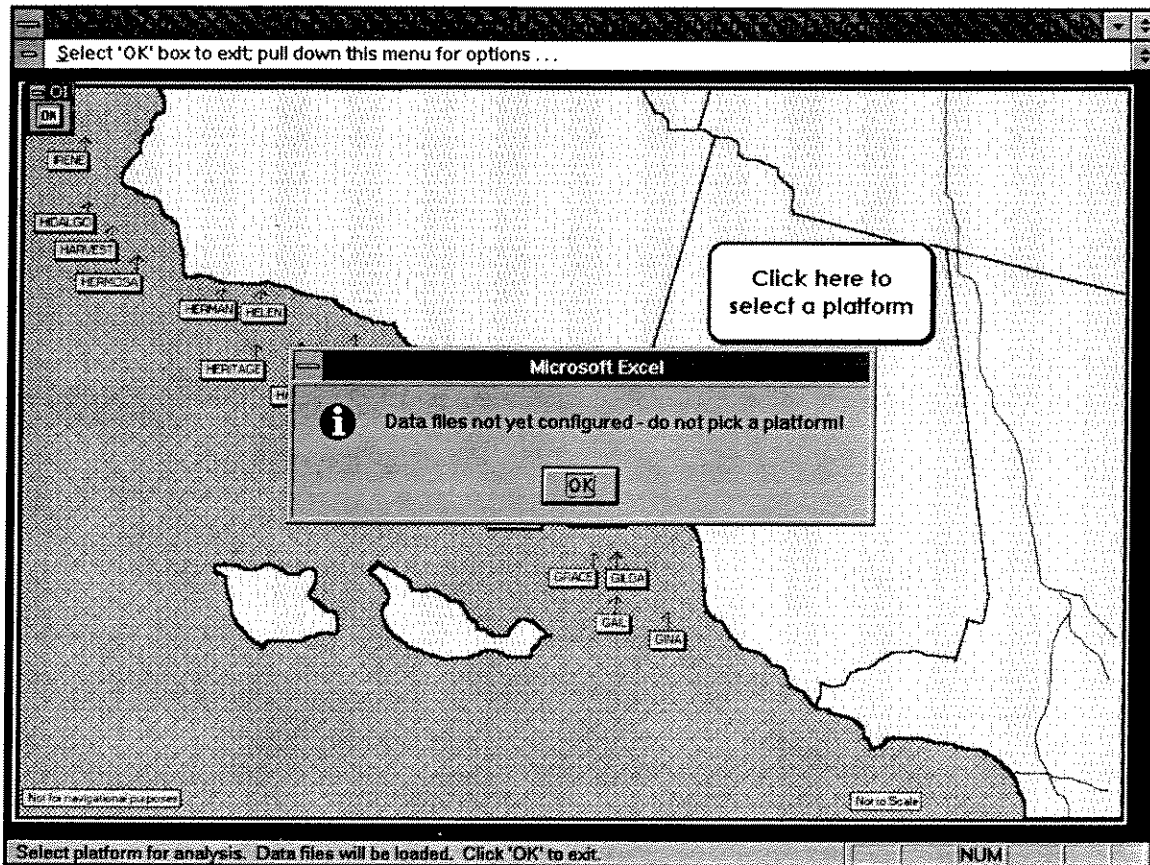 Select 'OK' box to exit; pull down this menu for options ...
OK
IRENE
HIDALGO
HARVEST
HERMOSA
HERMAN
HELEN
HERITAGE
Click here to
select a platform
Microsoft Excel
Data files not yet configured - do not pick a platform!
OK
GRACE
GILDA
GAIL
GINA
Not for navigational purposes
Not to Scale
Select platform for analysis. Data files will be loaded. Click 'OK' to exit.
NUM